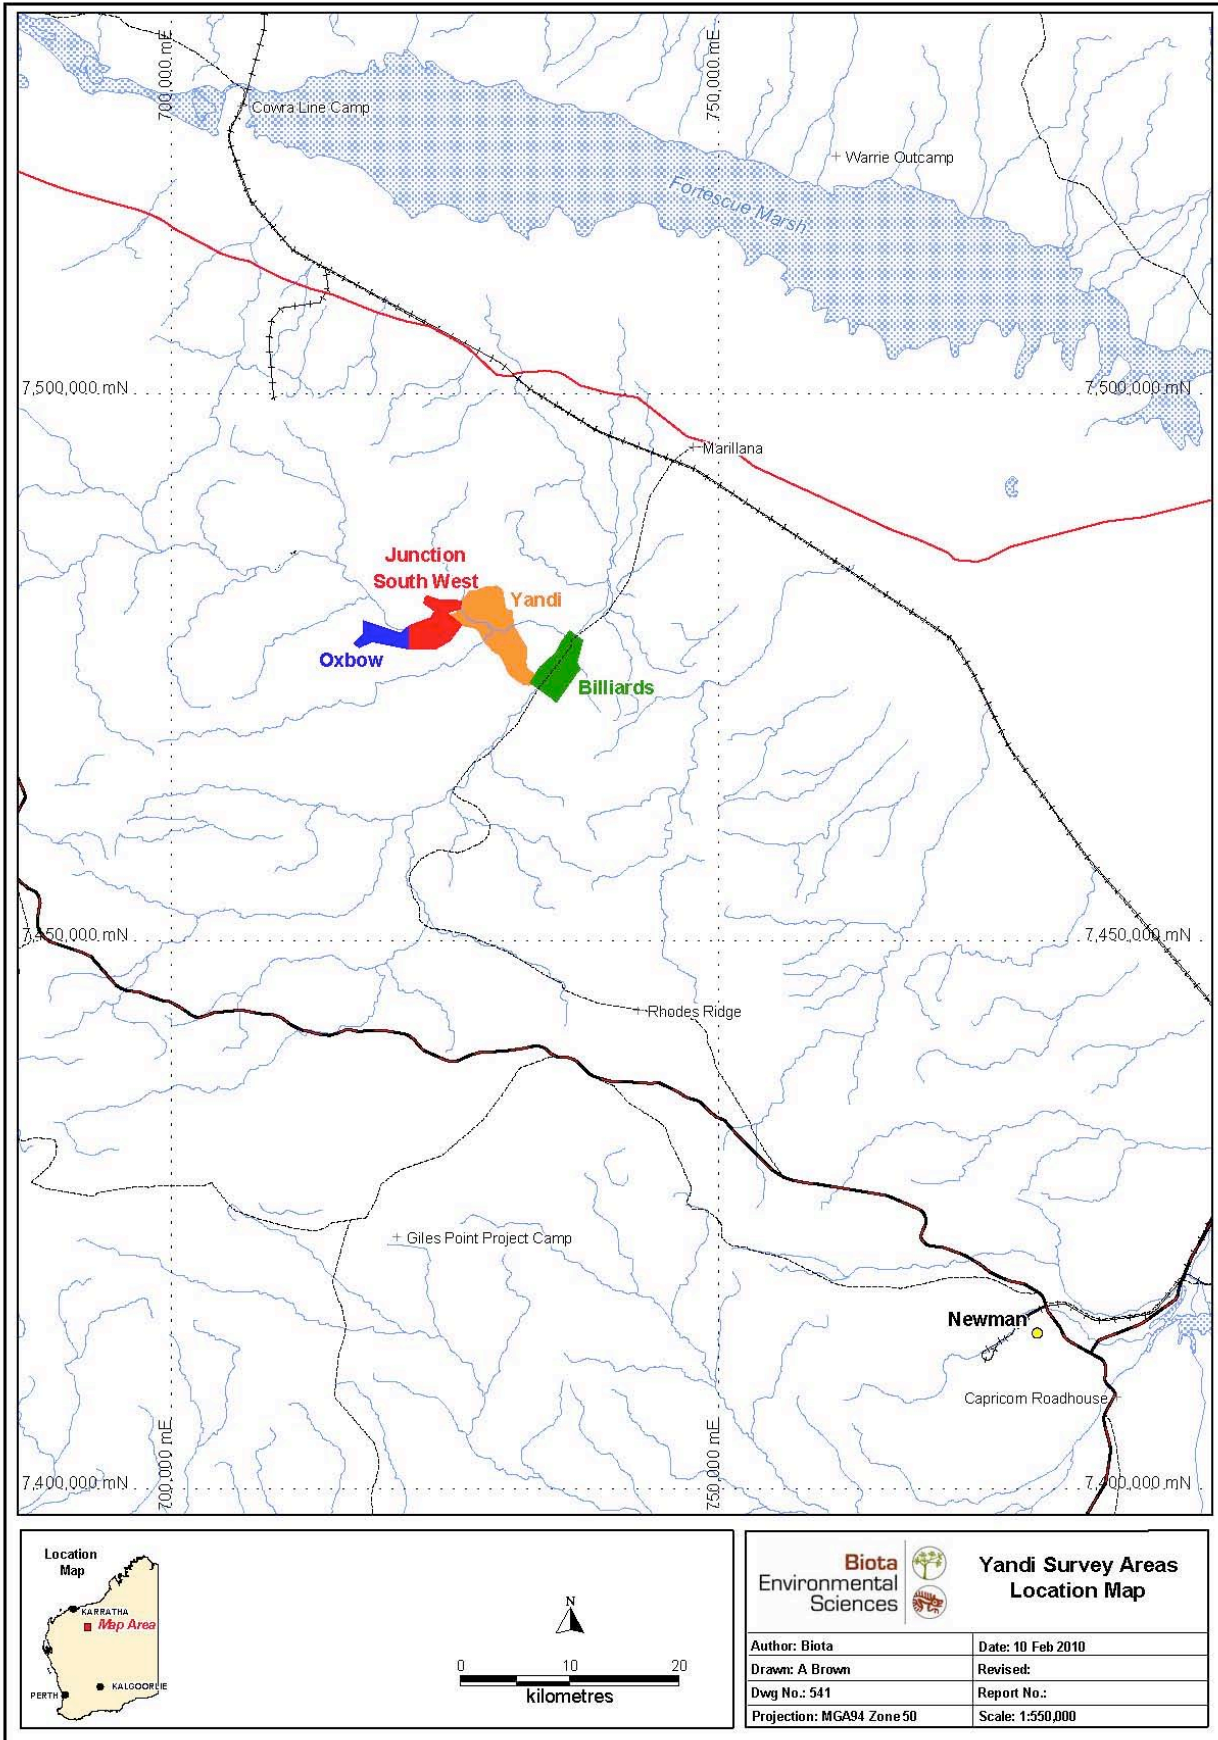 700,000 mE
750,000 mE
Cowra Line Camp
Warrie Outcamp
Fortescue Marsh
7,500,000 mN
7,500,000 mN
Marillana
Junction
South West
Yandi
Oxbow
Billiards
7,450,000 mN
7,450,000 mN
Rhodes Ridge
Giles Point Project Camp
Newman
Capricorn Roadhouse
700,000 mE
750,000 mE
7,400,000 mN
7,400,000 mN
Location
Map
KARRATHA
Map Area
KALGOORLIE
PERTH
N
0 10 20
kilometres
Biota
Environmental
Sciences
Yandi Survey Areas
Location Map
Author: Biota
Date: 10 Feb 2010
Drawn: A Brown
Revised:
Dwg No.: 541
Report No.:
Projection: MGA94 Zone 50
Scale: 1:550,000